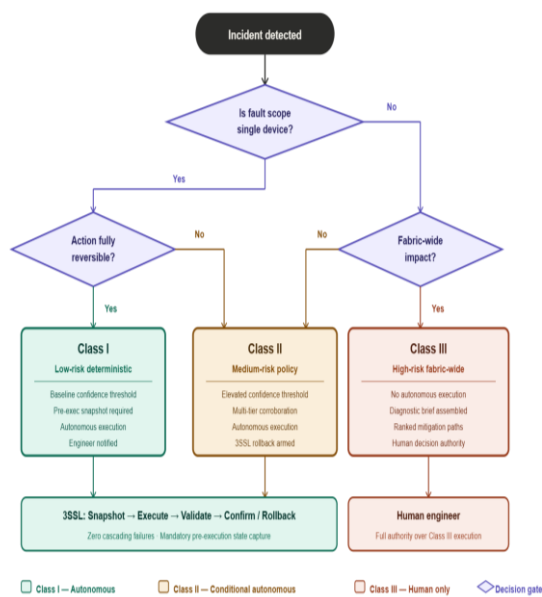 Incident detected
Is fault scope
single device?
No
Yes
Action fully
reversible?
No
No
Fabric-wide
impact?
Yes
Yes
Class I
Low-risk deterministic
Baseline confidence threshold
Pre-exec snapshot required
Autonomous execution
Engineer notified
Class II
Medium-risk policy
Elevated confidence threshold
Multi-tier corroboration
Autonomous execution
3SSL rollback armed
Class III
High-risk fabric-wide
No autonomous execution
Diagnostic brief assembled
Ranked mitigation paths
Human decision authority
3SSL: Snapshot → Execute → Validate → Confirm / Rollback
Zero cascading failures · Mandatory pre-execution state capture
Human engineer
Full authority over Class III execution
Class I — Autonomous
Class II — Conditional autonomous
Class III — Human only
Decision gate